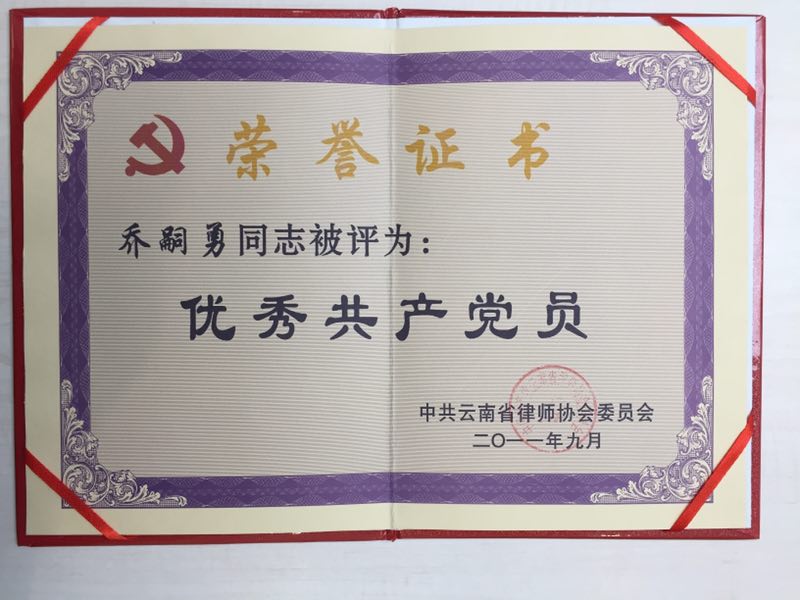 荣誉证书
乔嗣勇同志被评为：
优秀共产党员
中共云南省律师协会委员会
二〇一一年九月